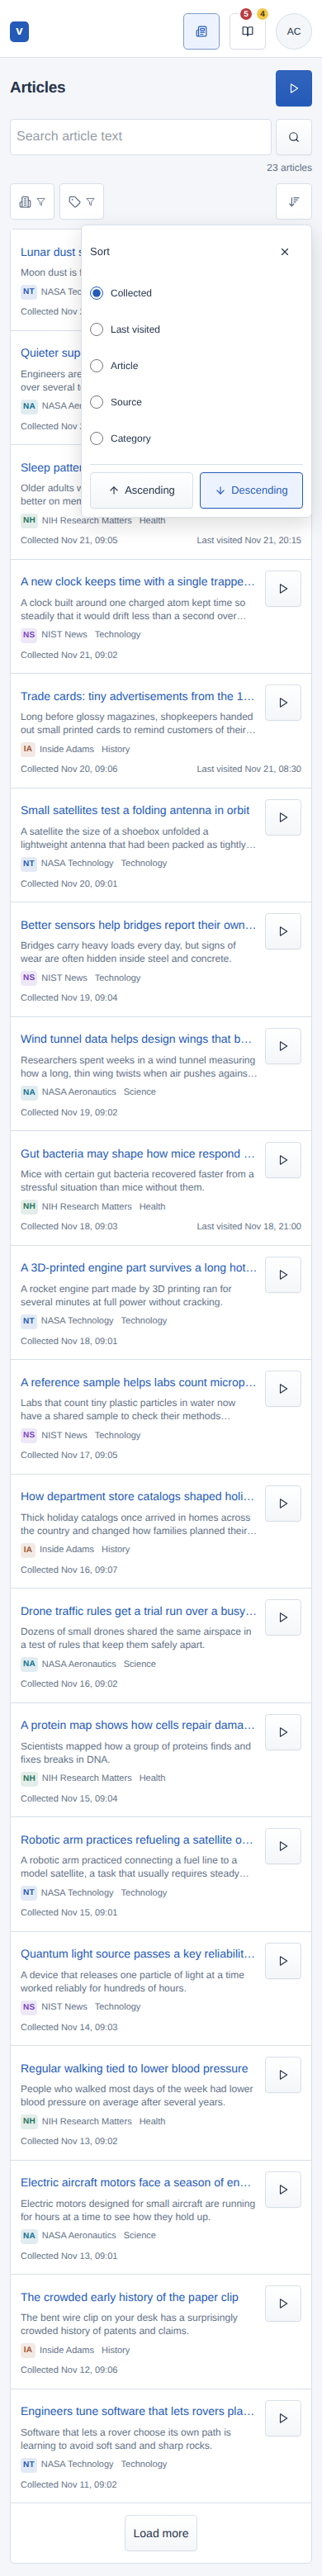 v
5
4
AC
Articles
Search article text
23 articles
Lunar dust s
Moon dust is f
NT NASA Tec
Collected Nov 2
Sort
Collected
Last visited
Article
Source
Category
Ascending
Descending
Quieter sup
Engineers are
over several t
NA NASA Aer
Collected Nov 2
Sleep patter
Older adults w
better on mem
NH NIH Research Matters Health
Collected Nov 21, 09:05 Last visited Nov 21, 20:15
A new clock keeps time with a single trappe…
A clock built around one charged atom kept time so
steadily that it would drift less than a second over…
NS NIST News Technology
Collected Nov 21, 09:02
Trade cards: tiny advertisements from the 1…
Long before glossy magazines, shopkeepers handed
out small printed cards to remind customers of their…
IA Inside Adams History
Collected Nov 20, 09:06 Last visited Nov 21, 08:30
Small satellites test a folding antenna in orbit
A satellite the size of a shoebox unfolded a
lightweight antenna that had been packed as tightly…
NT NASA Technology Technology
Collected Nov 20, 09:01
Better sensors help bridges report their own…
Bridges carry heavy loads every day, but signs of
wear are often hidden inside steel and concrete.
NS NIST News Technology
Collected Nov 19, 09:04
Wind tunnel data helps design wings that b…
Researchers spent weeks in a wind tunnel measuring
how a long, thin wing twists when air pushes agains…
NA NASA Aeronautics Science
Collected Nov 19, 09:02
Gut bacteria may shape how mice respond …
Mice with certain gut bacteria recovered faster from a
stressful situation than mice without them.
NH NIH Research Matters Health
Collected Nov 18, 09:03 Last visited Nov 18, 21:00
A 3D-printed engine part survives a long hot…
A rocket engine part made by 3D printing ran for
several minutes at full power without cracking.
NT NASA Technology Technology
Collected Nov 18, 09:01
A reference sample helps labs count microp…
Labs that count tiny plastic particles in water now
have a shared sample to check their methods…
NS NIST News Technology
Collected Nov 17, 09:05
How department store catalogs shaped holi…
Thick holiday catalogs once arrived in homes across
the country and changed how families planned their…
IA Inside Adams History
Collected Nov 16, 09:07
Drone traffic rules get a trial run over a busy…
Dozens of small drones shared the same airspace in
a test of rules that keep them safely apart.
NA NASA Aeronautics Science
Collected Nov 16, 09:02
A protein map shows how cells repair dama…
Scientists mapped how a group of proteins finds and
fixes breaks in DNA.
NH NIH Research Matters Health
Collected Nov 15, 09:04
Robotic arm practices refueling a satellite o…
A robotic arm practiced connecting a fuel line to a
model satellite, a task that usually requires steady…
NT NASA Technology Technology
Collected Nov 15, 09:01
Quantum light source passes a key reliabilit…
A device that releases one particle of light at a time
worked reliably for hundreds of hours.
NS NIST News Technology
Collected Nov 14, 09:03
Regular walking tied to lower blood pressure
People who walked most days of the week had lower
blood pressure on average after several years.
NH NIH Research Matters Health
Collected Nov 13, 09:02
Electric aircraft motors face a season of en…
Electric motors designed for small aircraft are running
for hours at a time to see how they hold up.
NA NASA Aeronautics Science
Collected Nov 13, 09:01
The crowded early history of the paper clip
The bent wire clip on your desk has a surprisingly
crowded history of patents and claims.
IA Inside Adams History
Collected Nov 12, 09:06
Engineers tune software that lets rovers pla…
Software that lets a rover choose its own path is
learning to avoid soft sand and sharp rocks.
NT NASA Technology Technology
Collected Nov 11, 09:02
Load more